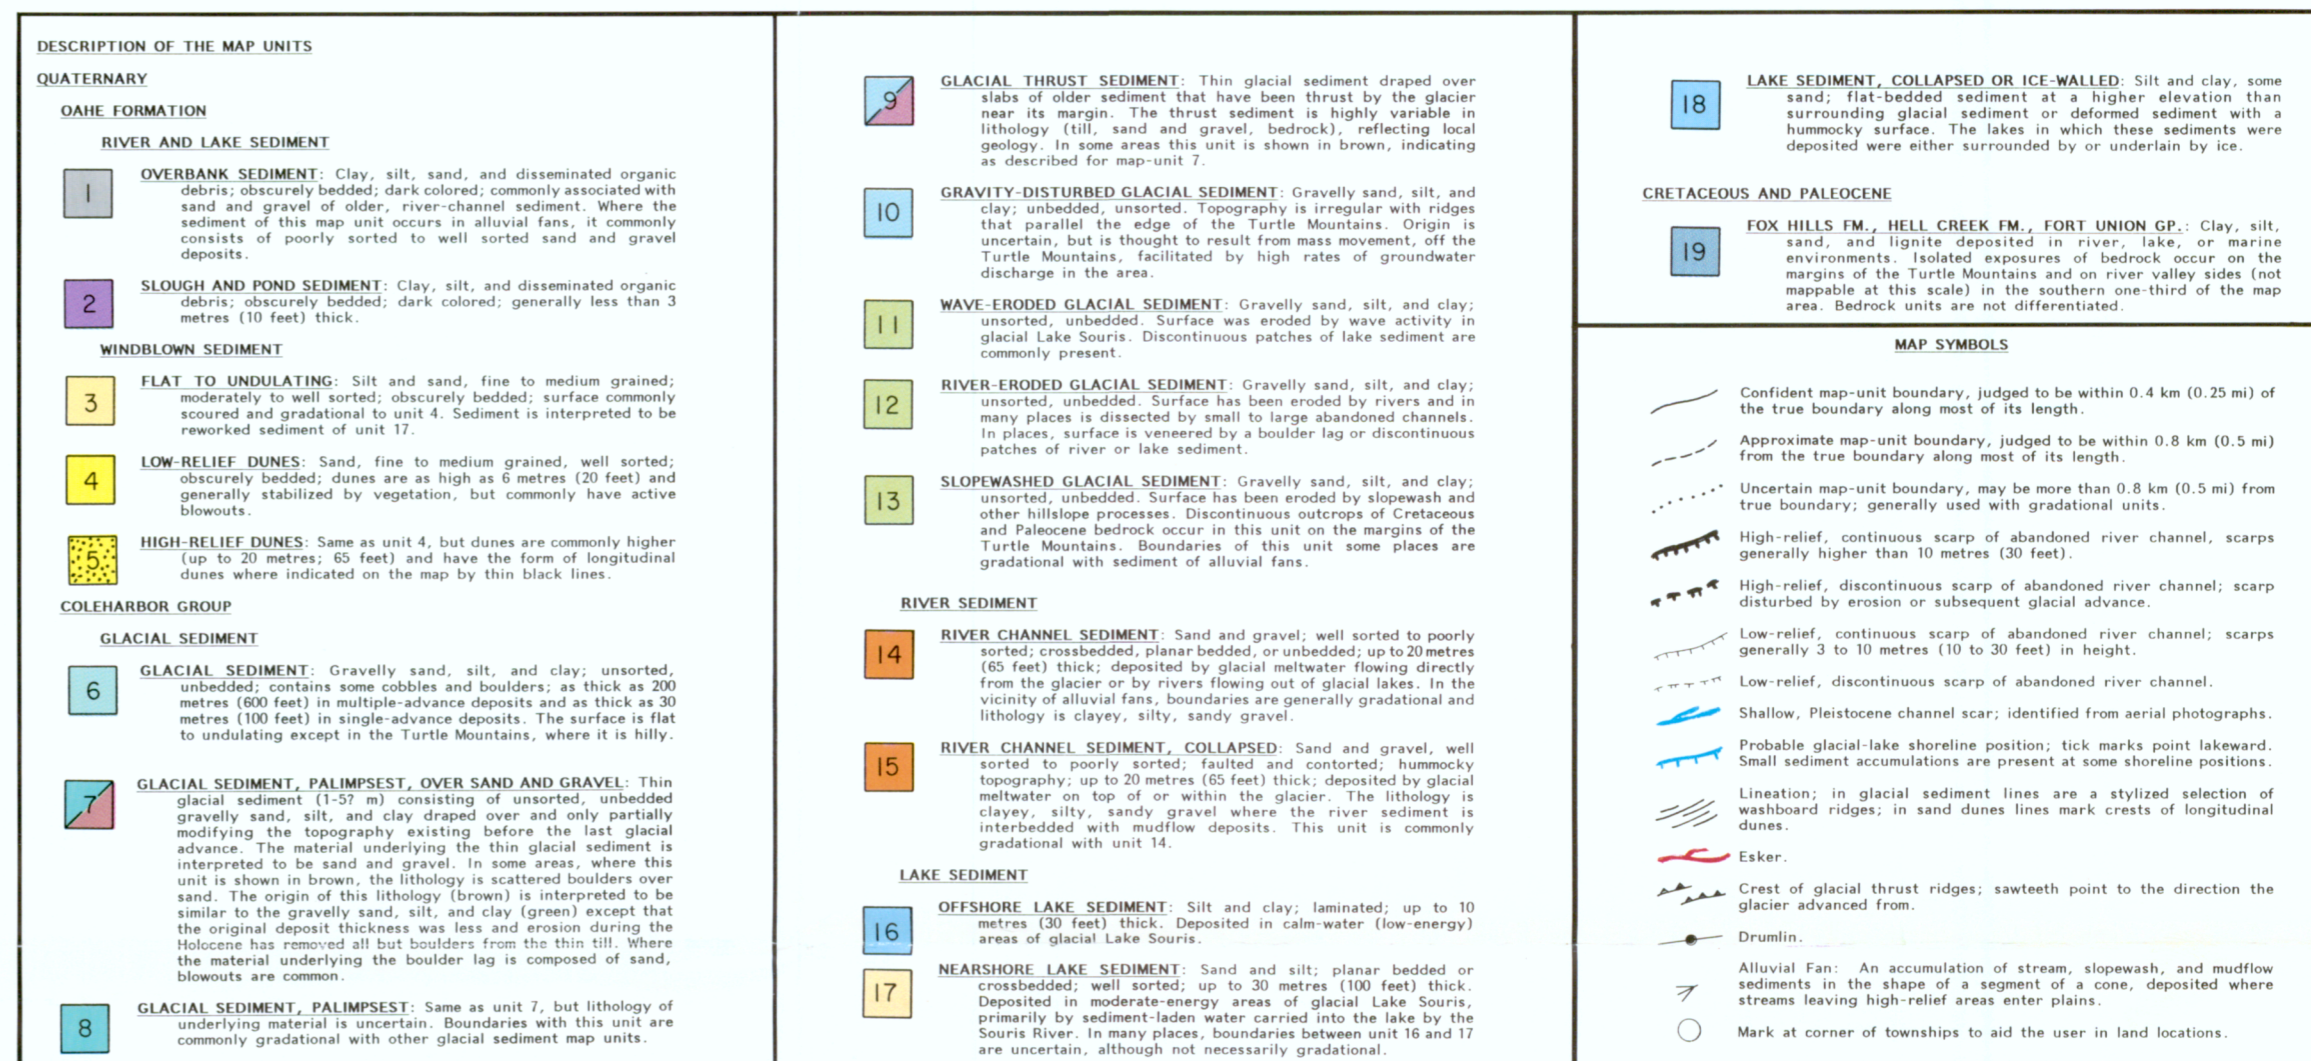 DESCRIPTION OF THE MAP UNITS
QUATERNARY
OAHE FORMATION
RIVER AND LAKE SEDIMENT
1
OVERBANK SEDIMENT: Clay, silt, sand, and disseminated organic
debris; obscurely bedded; dark colored; commonly associated with
sand and gravel of older, river-channel sediment. Where the
sediment of this map unit occurs in alluvial fans, it commonly
consists of poorly sorted to well sorted sand and gravel
deposits.
2
SLOUGH AND POND SEDIMENT: Clay, silt, and disseminated organic
debris; obscurely bedded; dark colored; generally less than 3
metres (10 feet) thick.
WINDBLOWN SEDIMENT
3
FLAT TO UNDULATING: Silt and sand, fine to medium grained;
moderately to well sorted; obscurely bedded; surface commonly
scoured and gradational to unit 4. Sediment is interpreted to be
reworked sediment of unit 17.
4
LOW-RELIEF DUNES: Sand, fine to medium grained, well sorted;
obscurely bedded; dunes are as high as 6 metres (20 feet) and
generally stabilized by vegetation, but commonly have active
blowouts.
5
HIGH-RELIEF DUNES: Same as unit 4, but dunes are commonly higher
(up to 20 metres; 65 feet) and have the form of longitudinal
dunes where indicated on the map by thin black lines.
COLEHARBOR GROUP
GLACIAL SEDIMENT
6
GLACIAL SEDIMENT: Gravelly sand, silt, and clay; unsorted,
unbedded; contains some cobbles and boulders; as thick as 200
metres (600 feet) in multiple-advance deposits and as thick as 30
metres (100 feet) in single-advance deposits. The surface is flat
to undulating except in the Turtle Mountains, where it is hilly.
7
GLACIAL SEDIMENT, PALIMPSEST, OVER SAND AND GRAVEL: Thin
glacial sediment (1-5? m) consisting of unsorted, unbedded
gravelly sand, silt, and clay draped over and only partially
modifying the topography existing before the last glacial
advance. The material underlying the thin glacial sediment is
interpreted to be sand and gravel. In some areas, where this
unit is shown in brown, the lithology is scattered boulders over
sand. The origin of this lithology (brown) is interpreted to be
similar to the gravelly sand, silt, and clay (green) except that
the original deposit thickness was less and erosion during the
Holocene has removed all but boulders from the thin till. Where
the material underlying the boulder lag is composed of sand,
blowouts are common.
8
GLACIAL SEDIMENT, PALIMPSEST: Same as unit 7, but lithology of
underlying material is uncertain. Boundaries with this unit are
commonly gradational with other glacial sediment map units.
9
GLACIAL THRUST SEDIMENT: Thin glacial sediment draped over
slabs of older sediment that have been thrust by the glacier
near its margin. The thrust sediment is highly variable in
lithology (till, sand and gravel, bedrock), reflecting local
geology. In some areas this unit is shown in brown, indicating
as described for map-unit 7.
10
GRAVITY-DISTURBED GLACIAL SEDIMENT: Gravelly sand, silt, and
clay; unbedded, unsorted. Topography is irregular with ridges
that parallel the edge of the Turtle Mountains. Origin is
uncertain, but is thought to result from mass movement, off the
Turtle Mountains, facilitated by high rates of groundwater
discharge in the area.
11
WAVE-ERODED GLACIAL SEDIMENT: Gravelly sand, silt, and clay;
unsorted, unbedded. Surface was eroded by wave activity in
glacial Lake Souris. Discontinuous patches of lake sediment are
commonly present.
12
RIVER-ERODED GLACIAL SEDIMENT: Gravelly sand, silt, and clay;
unsorted, unbedded. Surface has been eroded by rivers and in
many places is dissected by small to large abandoned channels.
In places, surface is veneered by a boulder lag or discontinuous
patches of river or lake sediment.
13
SLOPEWASHED GLACIAL SEDIMENT: Gravelly sand, silt, and clay;
unsorted, unbedded. Surface has been eroded by slopewash and
other hillslope processes. Discontinuous outcrops of Cretaceous
and Paleocene bedrock occur in this unit on the margins of the
Turtle Mountains. Boundaries of this unit some places are
gradational with sediment of alluvial fans.
RIVER SEDIMENT
14
RIVER CHANNEL SEDIMENT: Sand and gravel; well sorted to poorly
sorted; crossbedded, planar bedded, or unbedded; up to 20 metres
(65 feet) thick; deposited by glacial meltwater flowing directly
from the glacier or by rivers flowing out of glacial lakes. In the
vicinity of alluvial fans, boundaries are generally gradational and
lithology is clayey, silty, sandy gravel.
15
RIVER CHANNEL SEDIMENT, COLLAPSED: Sand and gravel, well
sorted to poorly sorted; faulted and contorted; hummocky
topography; up to 20 metres (65 feet) thick; deposited by glacial
meltwater on top of or within the glacier. The lithology is
clayey, silty, sandy gravel where the river sediment is
interbedded with mudflow deposits. This unit is commonly
gradational with unit 14.
LAKE SEDIMENT
16
OFFSHORE LAKE SEDIMENT: Silt and clay; laminated; up to 10
metres (30 feet) thick. Deposited in calm-water (low-energy)
areas of glacial Lake Souris.
17
NEARSHORE LAKE SEDIMENT: Sand and silt; planar bedded or
crossbedded; well sorted; up to 30 metres (100 feet) thick.
Deposited in moderate-energy areas of glacial Lake Souris,
primarily by sediment-laden water carried into the lake by the
Souris River. In many places, boundaries between unit 16 and 17
are uncertain, although not necessarily gradational.
18
LAKE SEDIMENT, COLLAPSED OR ICE-WALLED: Silt and clay, some
sand; flat-bedded sediment at a higher elevation than
surrounding glacial sediment or deformed sediment with a
hummocky surface. The lakes in which these sediments were
deposited were either surrounded by or underlain by ice.
CRETACEOUS AND PALEOCENE
19
FOX HILLS FM., HELL CREEK FM., FORT UNION GP.: Clay, silt,
sand, and lignite deposited in river, lake, or marine
environments. Isolated exposures of bedrock occur on the
margins of the Turtle Mountains and on river valley sides (not
mappable at this scale) in the southern one-third of the map
area. Bedrock units are not differentiated.
MAP SYMBOLS
Confident map-unit boundary, judged to be within 0.4 km (0.25 mi) of
the true boundary along most of its length.
Approximate map-unit boundary, judged to be within 0.8 km (0.5 mi)
from the true boundary along most of its length.
Uncertain map-unit boundary, may be more than 0.8 km (0.5 mi) from
true boundary; generally used with gradational units.
High-relief, continuous scarp of abandoned river channel, scarps
generally higher than 10 metres (30 feet).
High-relief, discontinuous scarp of abandoned river channel; scarp
disturbed by erosion or subsequent glacial advance.
Low-relief, continuous scarp of abandoned river channel; scarps
generally 3 to 10 metres (10 to 30 feet) in height.
Low-relief, discontinuous scarp of abandoned river channel.
Shallow, Pleistocene channel scar; identified from aerial photographs.
Probable glacial-lake shoreline position; tick marks point lakeward.
Small sediment accumulations are present at some shoreline positions.
Lineation; in glacial sediment lines are a stylized selection of
washboard ridges; in sand dunes lines mark crests of longitudinal
dunes.
Esker.
Crest of glacial thrust ridges; sawteeth point to the direction the
glacier advanced from.
Drumlin.
Alluvial Fan: An accumulation of stream, slopewash, and mudflow
sediments in the shape of a segment of a cone, deposited where
streams leaving high-relief areas enter plains.
Mark at corner of townships to aid the user in land locations.